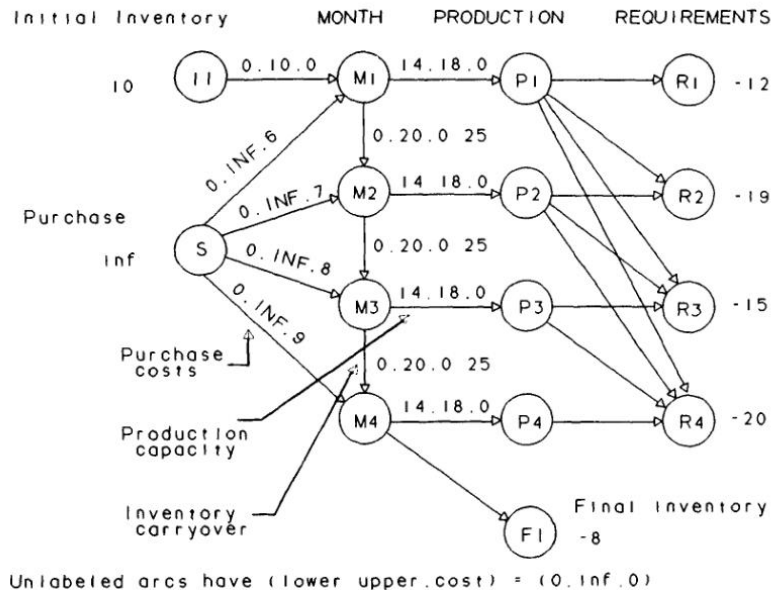 Initial Inventory MONTH PRODUCTION REQUIREMENTS
10 II 0.10.0 M1 14.18.0 P1 R1 -12
0.INF.6 0.20.0 25
0.INF.7 M2 14.18.0 P2 R2 -19
Purchase
Inf S 0.20.0 25
0.INF.8 M3 14.18.0 P3 R3 -15
0.INF.9
Purchase
costs 0.20.0 25
M4 14.18.0 P4 R4 -20
Production
capacity
Inventory
carryover
Final Inventory
FI -8
Unlabeled arcs have (lower upper.cost) = (0.Inf.0)